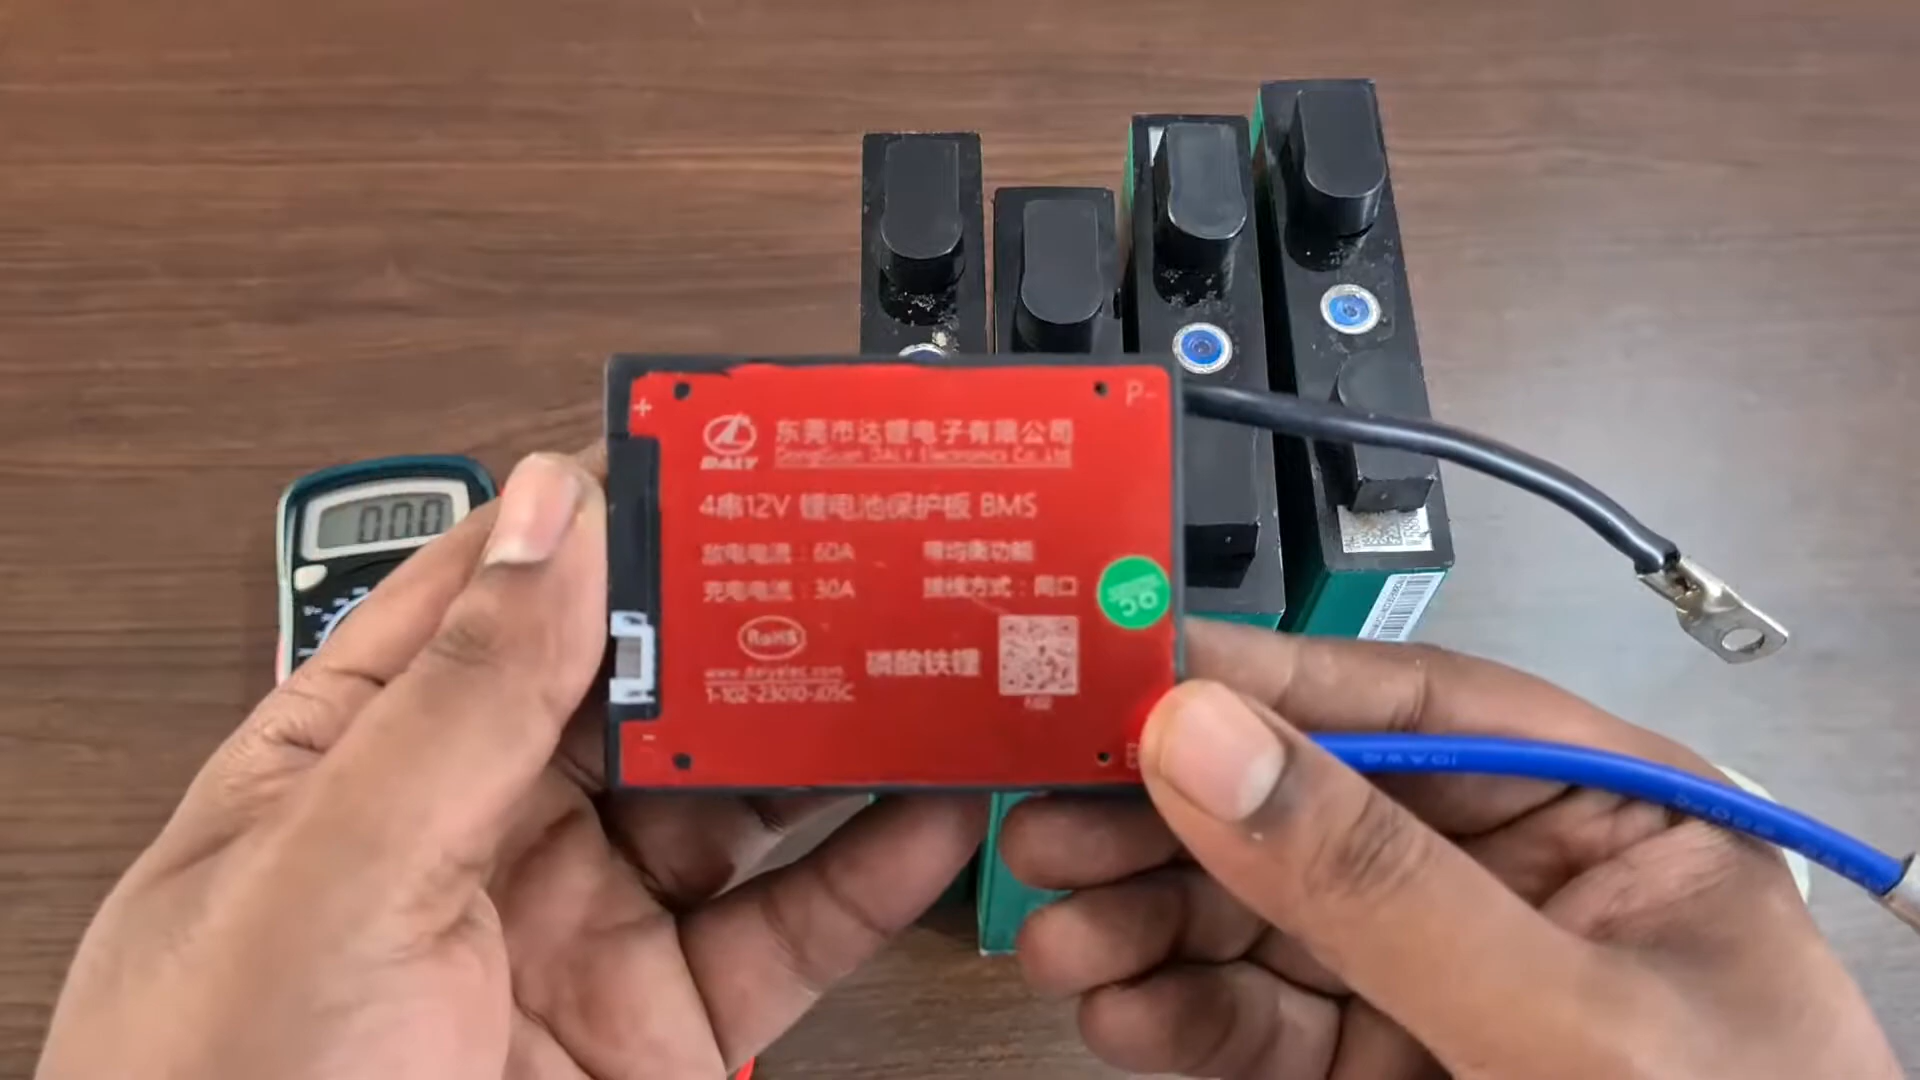 +
P-
DALY
东莞市达锂电子有限公司
DongGuan DALY Electronics Co.,Ltd
4串12V 锂电池保护板 BMS
放电电流:60A
带均衡功能
充电电流:30A
接线方式:同口
QC
RoHS
www.dalyelec.com
磷酸铁锂
1-102-23010-J05C
-
B
000
10AWG